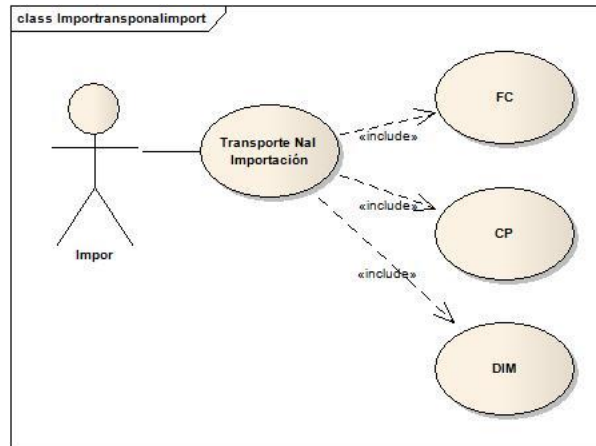 class Importransponalimport
FC
Transporte Nal
Importación
«include»
«include»
CP
Impor
«include»
DIM